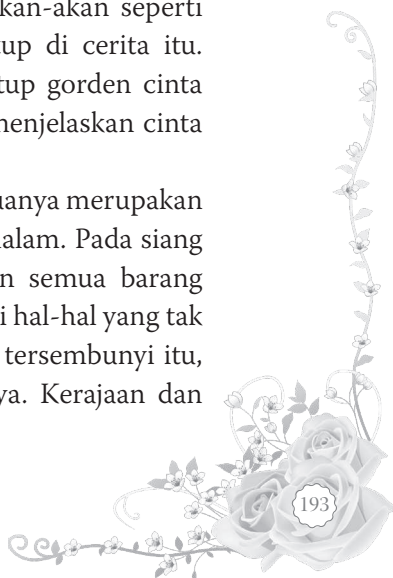 kan-akan seperti
tup di cerita itu.
tup gorden cinta
menjelaskan cinta
uanya merupakan
alam. Pada siang
n semua barang
i hal-hal yang tak
tersembunyi itu,
ya. Kerajaan dan
193